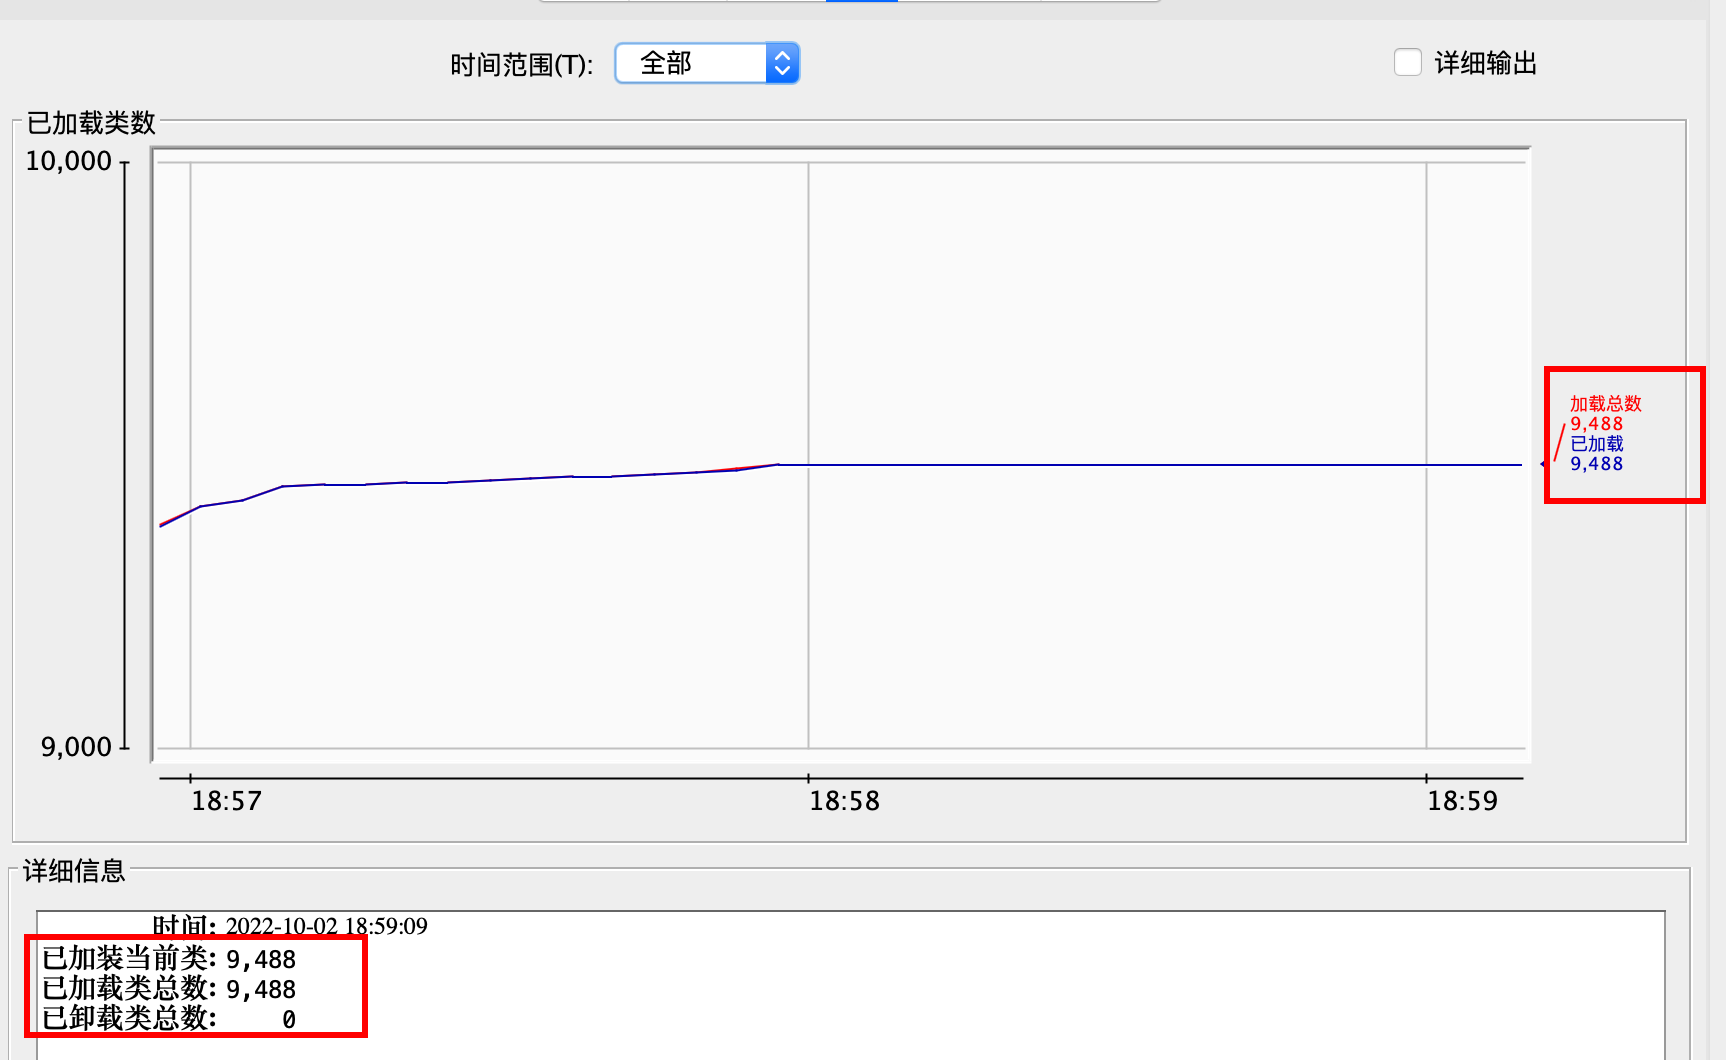 时间范围(T):
全部
详细输出
已加载类数
10,000
9,000
18:57
18:58
18:59
加载总数
9,488
已加载
9,488
详细信息
时间: 2022-10-02 18:59:09
已加装当前类: 9,488
已加载类总数: 9,488
已卸载类总数: 0